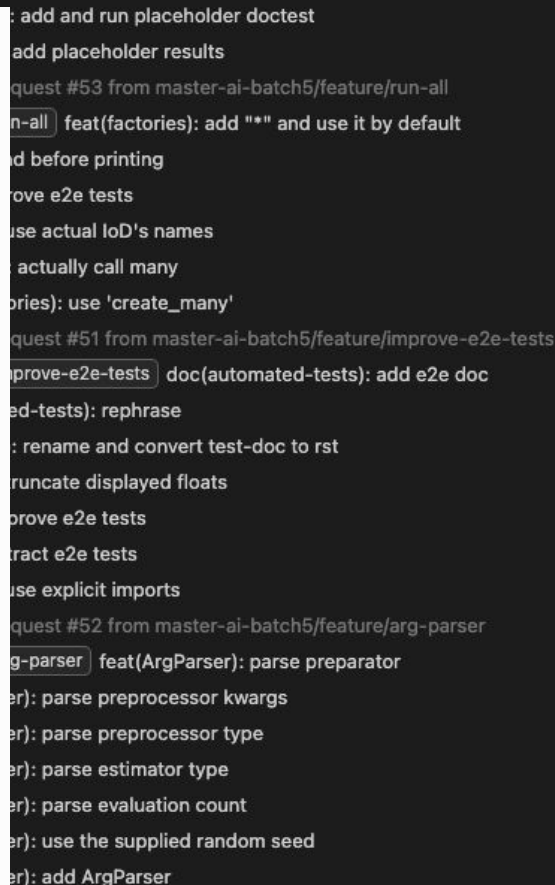 : add and run placeholder doctest
add placeholder results
quest #53 from master-ai-batch5/feature/run-all
n-all feat(factories): add "*" and use it by default
nd before printing
rove e2e tests
use actual IoD's names
: actually call many
ories): use 'create_many'
quest #51 from master-ai-batch5/feature/improve-e2e-tests
prove-e2e-tests doc(automated-tests): add e2e doc
ed-tests): rephrase
: rename and convert test-doc to rst
truncate displayed floats
prove e2e tests
tract e2e tests
use explicit imports
quest #52 from master-ai-batch5/feature/arg-parser
g-parser feat(ArgParser): parse preparator
er): parse preprocessor kwargs
er): parse preprocessor type
er): parse estimator type
er): parse evaluation count
er): use the supplied random seed
er): add ArgParser